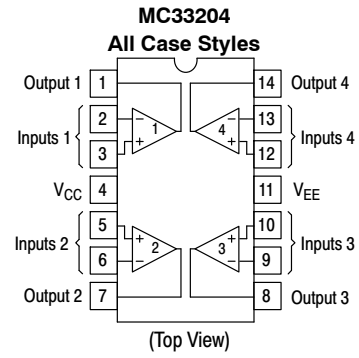 MC33204
All Case Styles
Output 1 1 14 Output 4
2 − 1 4 − 13
Inputs 1 Inputs 4
3 + + 12
VCC 4 11 VEE
5 + + 10
Inputs 2 2 3 Inputs 3
6 − − 9
Output 2 7 8 Output 3
(Top View)